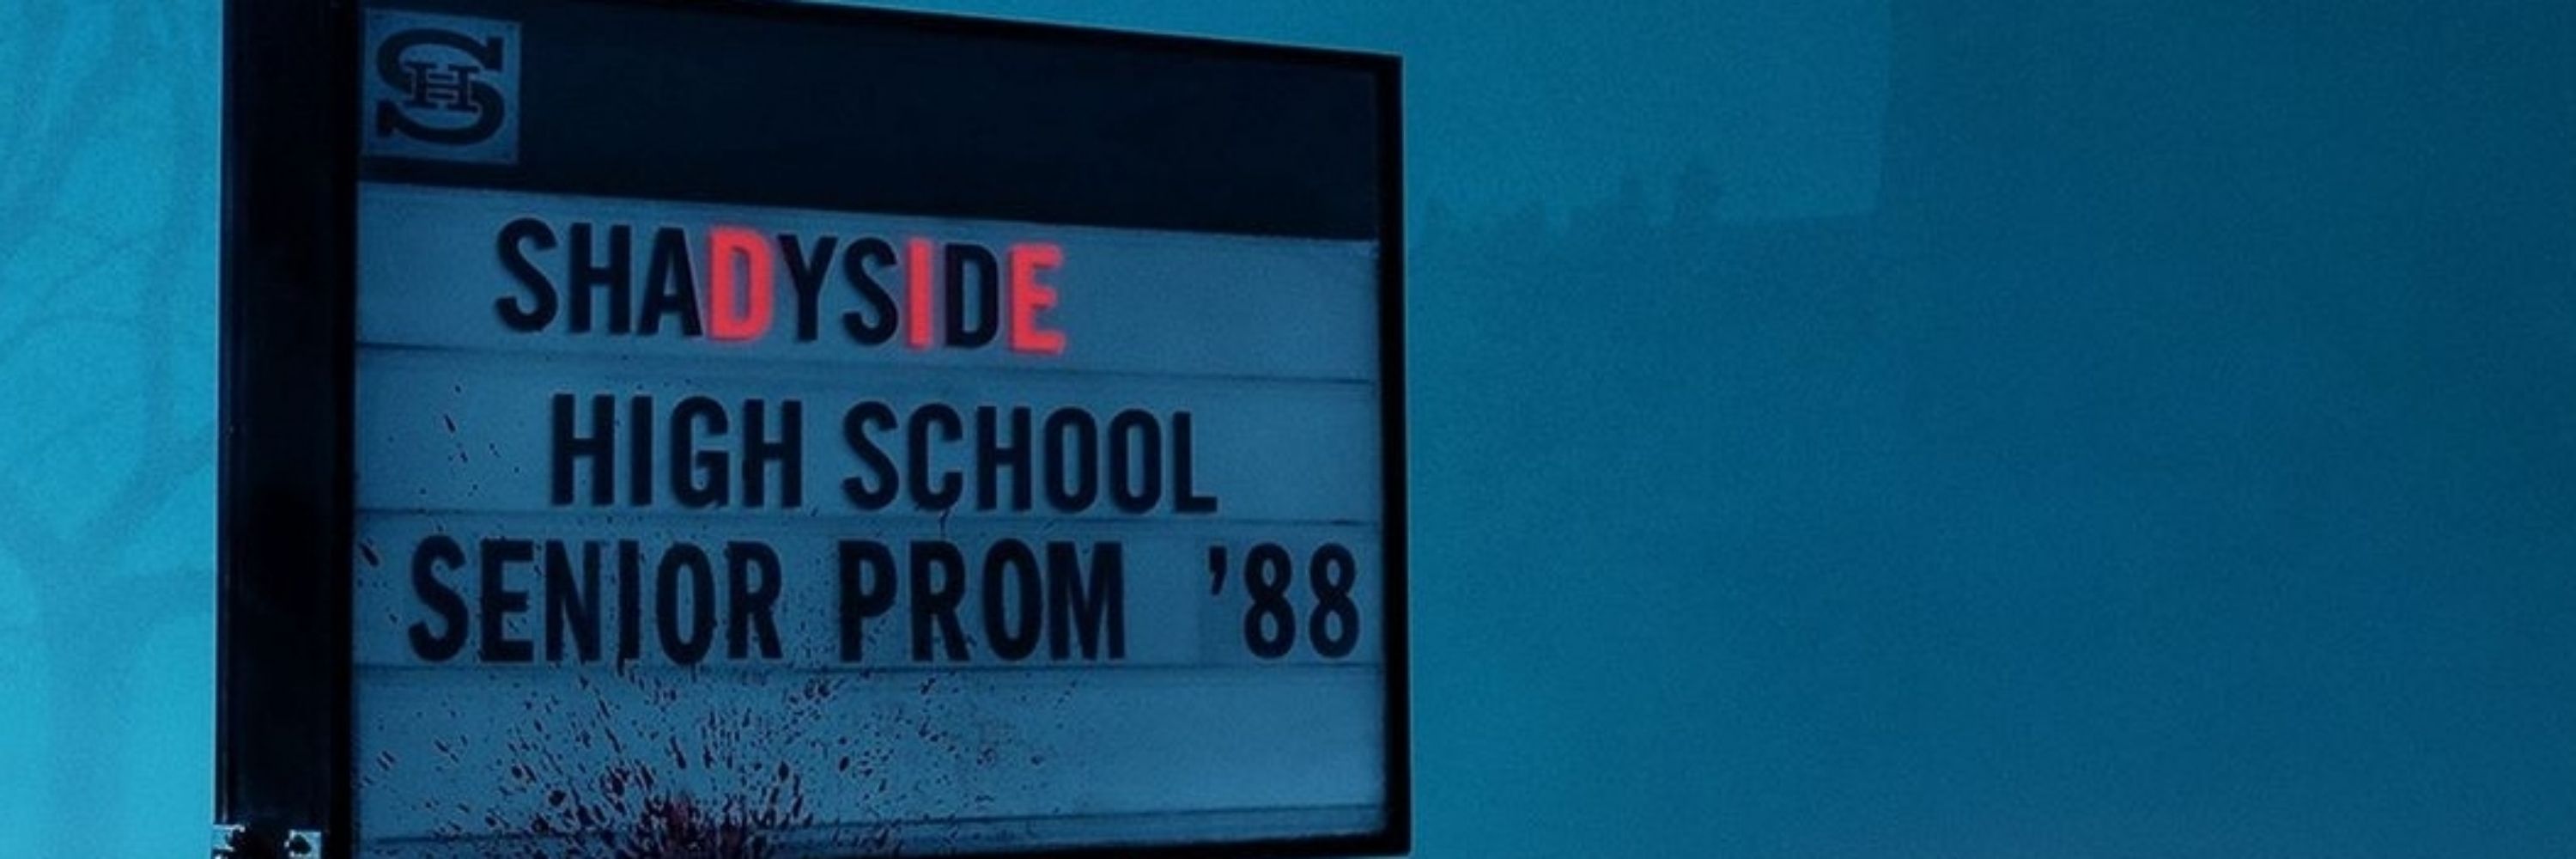 SH
SHADYSIDE
HIGH SCHOOL
SENIOR PROM '88